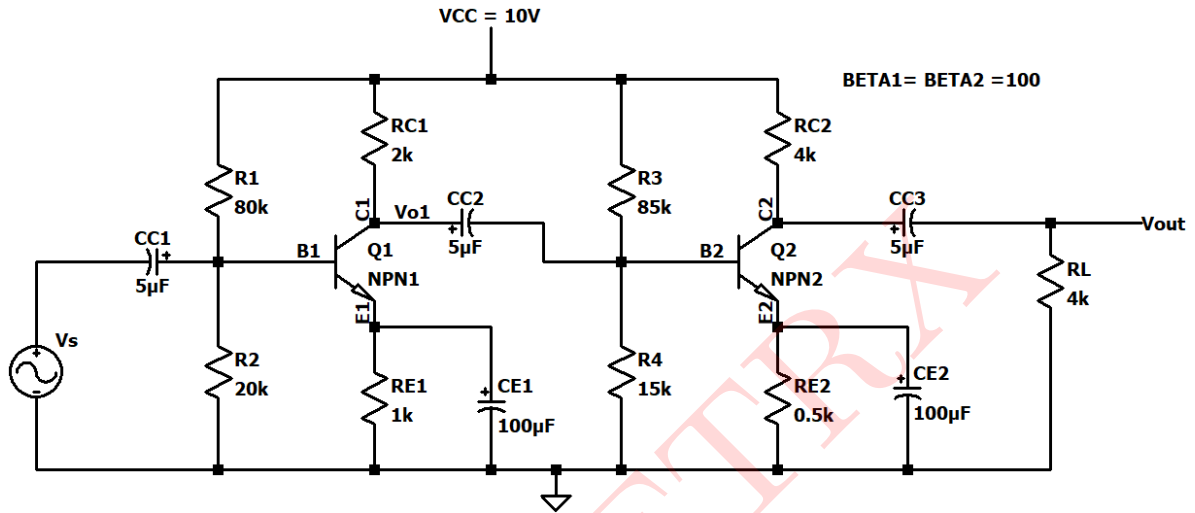 VCC = 10V
BETA1= BETA2 =100
RC1
2k
RC2
4k
R1
80k
R3
85k
C1
Vo1
CC2
5µF
C2
CC3
5µF
Vout
CC1
5µF
B1
Q1
NPN1
B2
Q2
NPN2
RL
4k
E1
E2
Vs
R2
20k
RE1
1k
CE1
100µF
R4
15k
RE2
0.5k
CE2
100µF
TRX